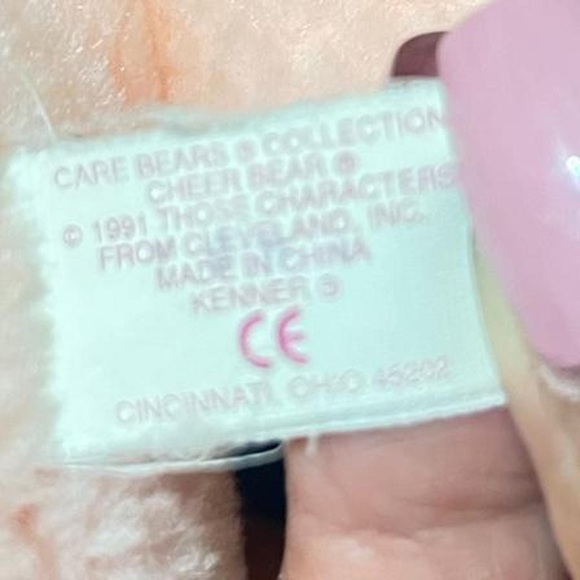 CARE BEARS ® COLLECTION
CHEER BEAR ®
© 1991 THOSE CHARACTERS
FROM CLEVELAND, INC.
MADE IN CHINA
KENNER ®
CE
CINCINNATI, OHIO 45202